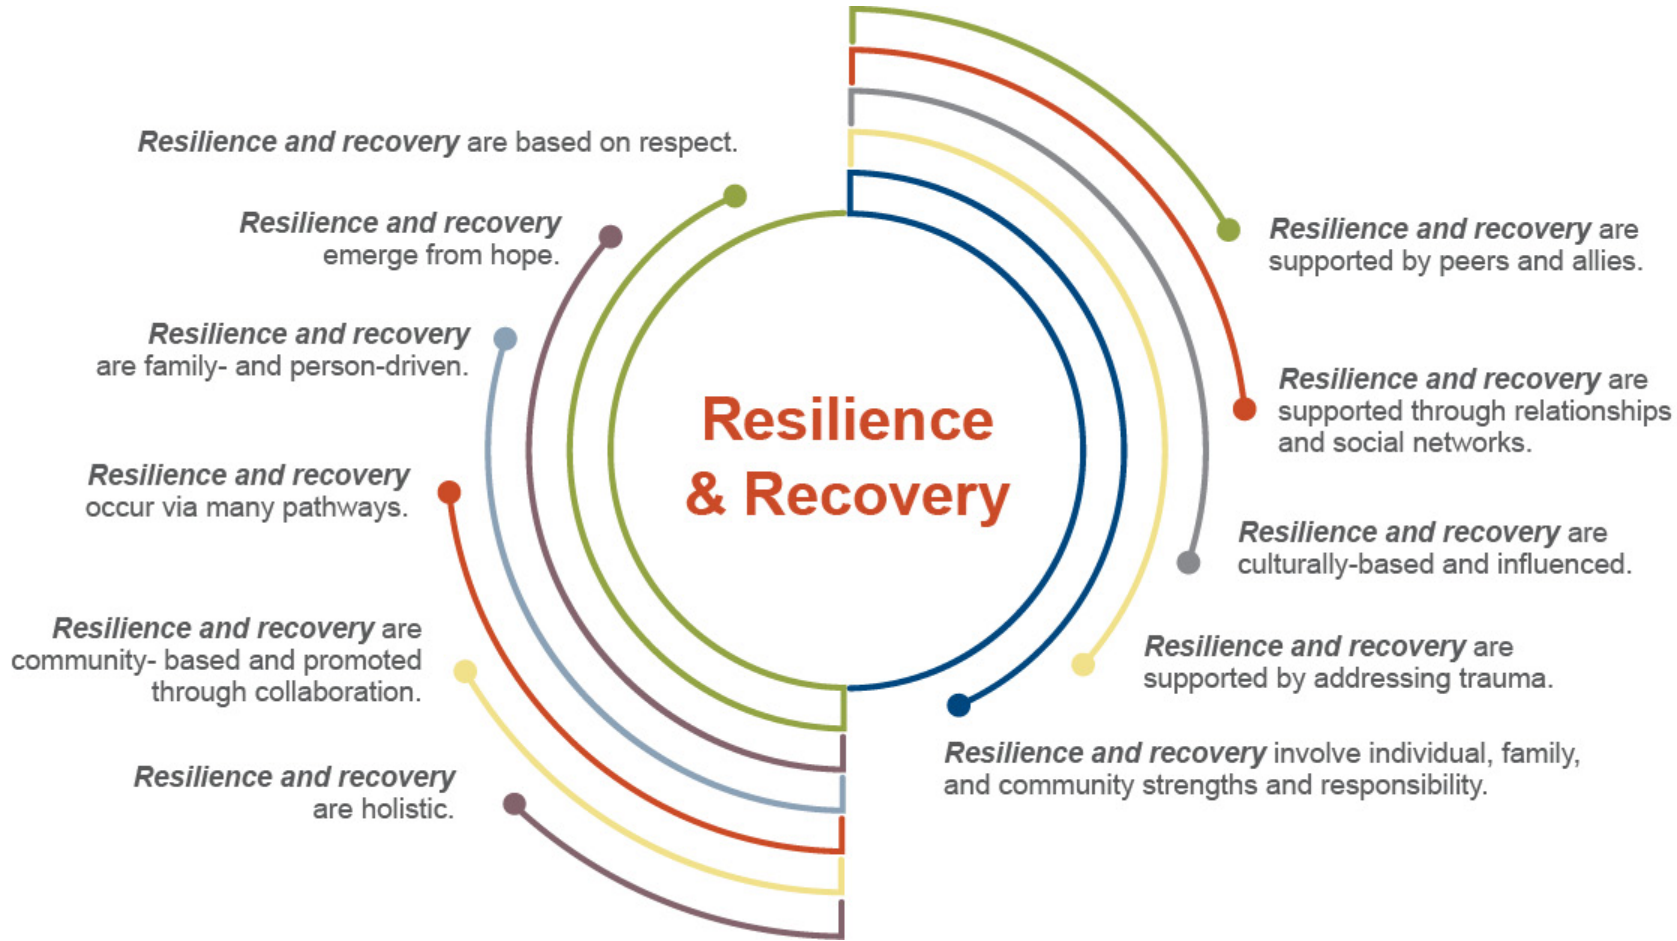 Resilience and recovery are based on respect.
Resilience and recovery
emerge from hope.
Resilience and recovery
are family- and person-driven.
Resilience and recovery
occur via many pathways.
Resilience and recovery are
community- based and promoted
through collaboration.
Resilience and recovery
are holistic.
Resilience
& Recovery
Resilience and recovery are
supported by peers and allies.
Resilience and recovery are
supported through relationships
and social networks.
Resilience and recovery are
culturally-based and influenced.
Resilience and recovery are
supported by addressing trauma.
Resilience and recovery involve individual, family,
and community strengths and responsibility.